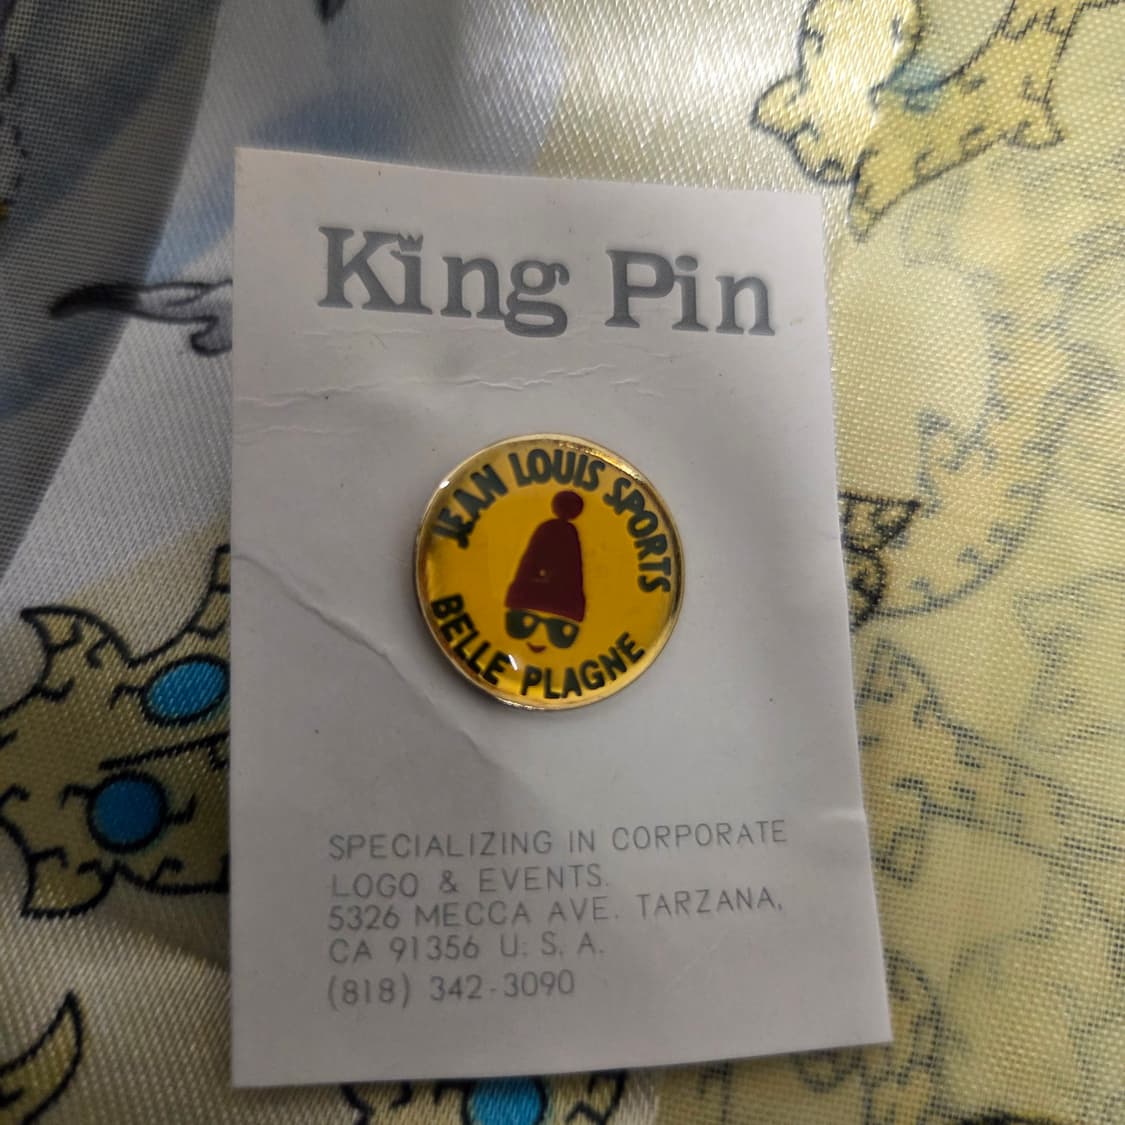 King Pin
JEAN LOUIS SPORTS
BELLE PLAGNE
SPECIALIZING IN CORPORATE
LOGO & EVENTS.
5326 MECCA AVE. TARZANA,
CA 91356 U. S. A.
(818) 342-3090